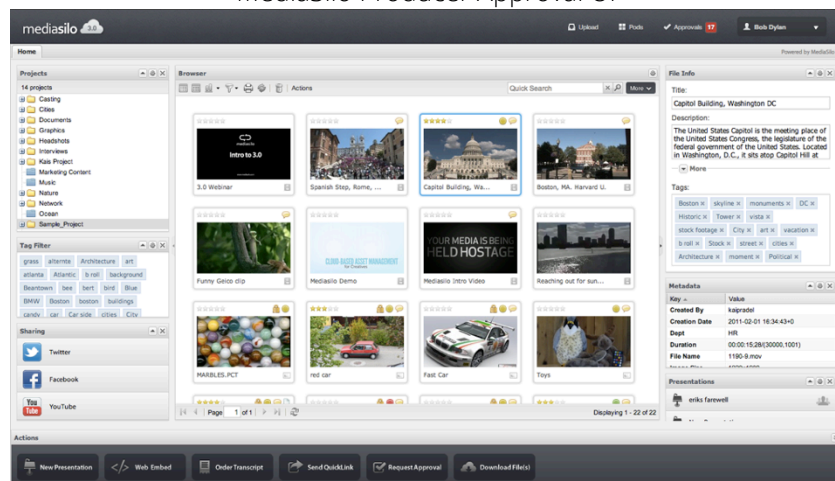 mediasilo 3.0
Upload
Pods
Approvals 17
Bob Dylan
Home
Powered by MediaSilo
Projects
14 projects
Casting
Cities
Documents
Graphics
Headshots
Interviews
Kais Project
Marketing Content
Music
Nature
Network
Ocean
Sample_Project
Tag Filter
grass alternte Architecture art
atlanta Atlantic b roll background
Beantown bee bert bird Blue
BMW Boston boston buildings
candy car Car side cities City
Sharing
Twitter
Facebook
You Tube
YouTube
Browser
Actions
Quick Search
More
mediasilo
Intro to 3.0
3.0 Webinar
Spanish Step, Rome, ...
Capitol Building, Wa...
Boston, MA. Harvard U.
CLOUD-BASED ASSET MANAGEMENT
for Creatives
YOUR MEDIA IS BEING
HELD HOSTAGE
Funny Geico clip
Mediasilo Demo
Mediasilo Intro Video
Reaching out for sun...
MARBLES.PCT
red car
Fast Car
Toys
Page 1 of 1
Displaying 1 - 22 of 22
File Info
Title:
Capitol Building, Washington DC
Description:
The United States Capitol is the meeting place of
the United States Congress, the legislature of the
federal government of the United States. Located
in Washington, D.C., it sits atop Capitol Hill at
More
Tags:
Boston × skyline × monuments × DC ×
Historic × Tower × vista ×
stock footage × City × art × vacation ×
b roll × Stock × street × cities ×
Architecture × moment × Political ×
Metadata
Key Value
Created By kaipradel
Creation Date 2011-02-01 16:34:43+0
Dept HR
Duration 00:00:15;28/(30000,1001)
File Name 1190-9.mov
Presentations
eriks farewell
Actions
New Presentation
Web Embed
Order Transcript
Send QuickLink
Request Approval
Download File(s)